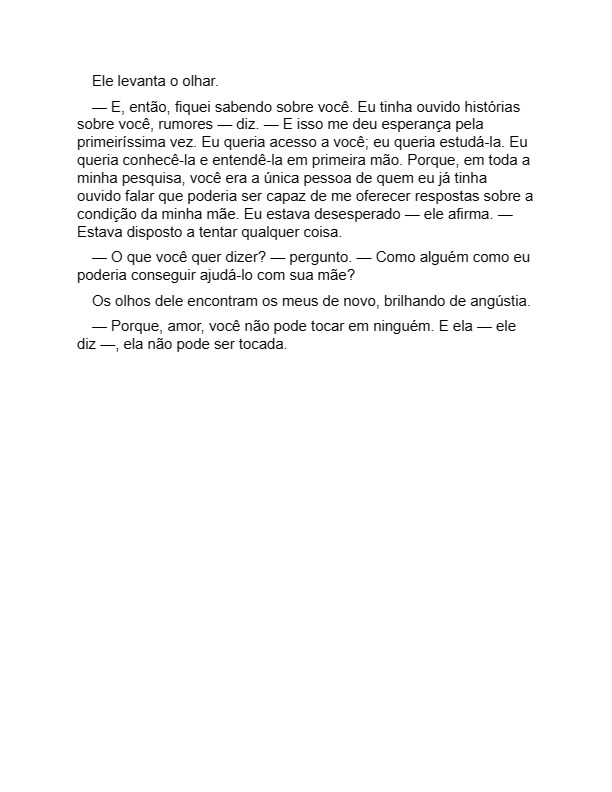 Ele levanta o olhar.
— E, então, fiquei sabendo sobre você. Eu tinha ouvido histórias
sobre você, rumores — diz. — E isso me deu esperança pela
primeiríssima vez. Eu queria acesso a você; eu queria estudá-la. Eu
queria conhecê-la e entendê-la em primeira mão. Porque, em toda a
minha pesquisa, você era a única pessoa de quem eu já tinha
ouvido falar que poderia ser capaz de me oferecer respostas sobre a
condição da minha mãe. Eu estava desesperado — ele afirma. —
Estava disposto a tentar qualquer coisa.
— O que você quer dizer? — pergunto. — Como alguém como eu
poderia conseguir ajudá-lo com sua mãe?
Os olhos dele encontram os meus de novo, brilhando de angústia.
— Porque, amor, você não pode tocar em ninguém. E ela — ele
diz —, ela não pode ser tocada.